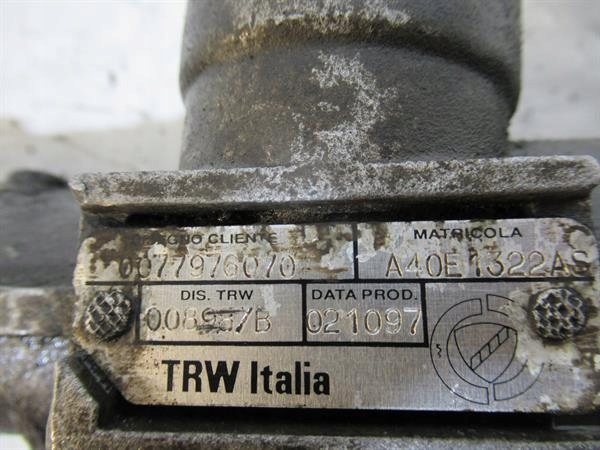 CLIENTE MATRICOLA
0077976070 A40E1322AS
DIS. TRW DATA PROD.
021097
TRW Italia